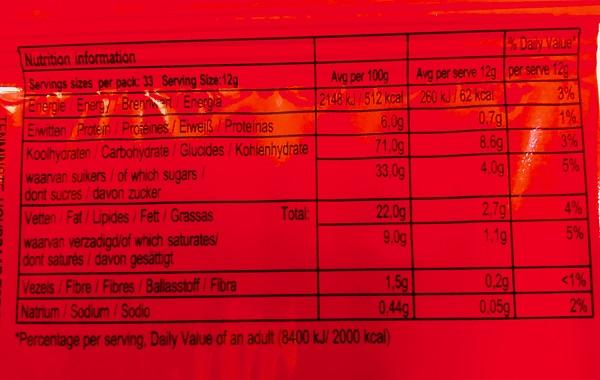 Nutrition information % Daily Value*
Servings sizes per pack: 33 Serving Size:12g Avg per 100g Avg per serve 12g per serve 12g
Energie / Energy / Brennwert / Energia 2148 kJ / 512 kcal 260 kJ / 62 kcal 3%
Eiwitten / Protein / Proteines / Eiweiß / Proteinas 6,0g 0,7g 1%
Koolhydraten / Carbohydrate / Glucides / Kohlenhydrate 71,0g 8,6g 3%
waarvan suikers / of which sugars / 33,0g 4,0g 5%
dont sucres / davon zucker
Vetten / Fat / Lipides / Fett / Grassas Total: 22,0g 2,7g 4%
waarvan verzadigd/of which saturates/ 9,0g 1,1g 5%
dont saturés / davon gesättigt
Vezels / Fibre / Fibres / Ballasstoff / Fibra 1,5g 0,2g <1%
Natrium / Sodium / Sodio 0,44g 0,05g 2%
*Percentage per serving, Daily Value of an adult (8400 kJ/ 2000 kcal)